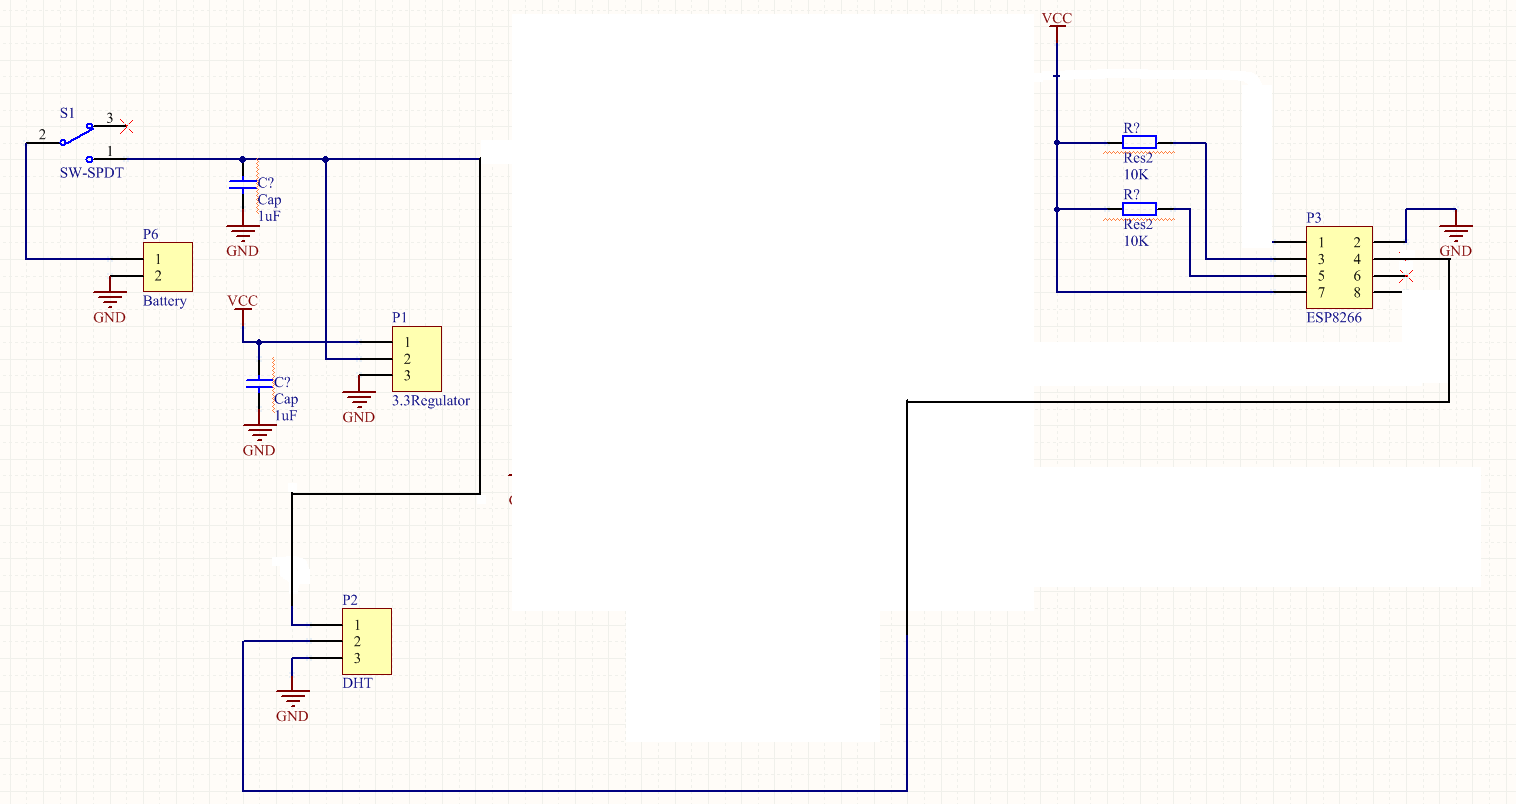 VCC
S1
3
2
1
SW-SPDT
C?
Cap
1uF
GND
P6
1
2
Battery
GND
VCC
P1
1
2
3
3.3Regulator
GND
C?
Cap
1uF
GND
P2
1
2
3
DHT
GND
R?
Res2
10K
R?
Res2
10K
P3
1 2
3 4
5 6
7 8
ESP8266
GND